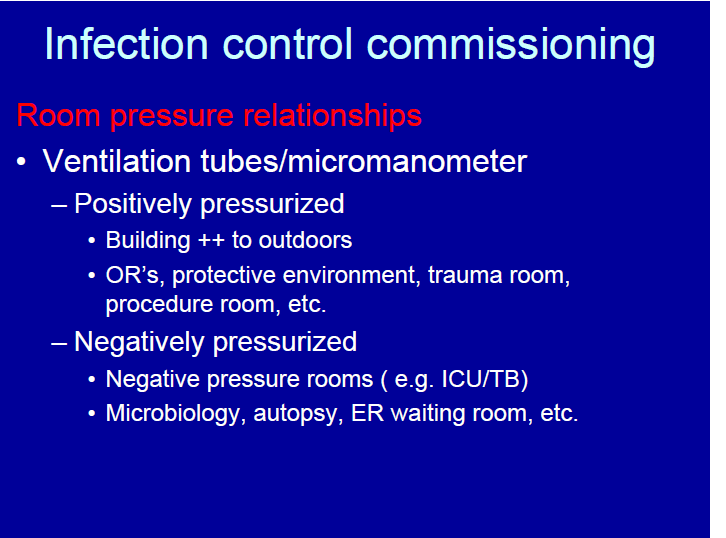 Infection control commissioning
Room pressure relationships
• Ventilation tubes/micromanometer
– Positively pressurized
• Building ++ to outdoors
• OR’s, protective environment, trauma room,
procedure room, etc.
– Negatively pressurized
• Negative pressure rooms ( e.g. ICU/TB)
• Microbiology, autopsy, ER waiting room, etc.